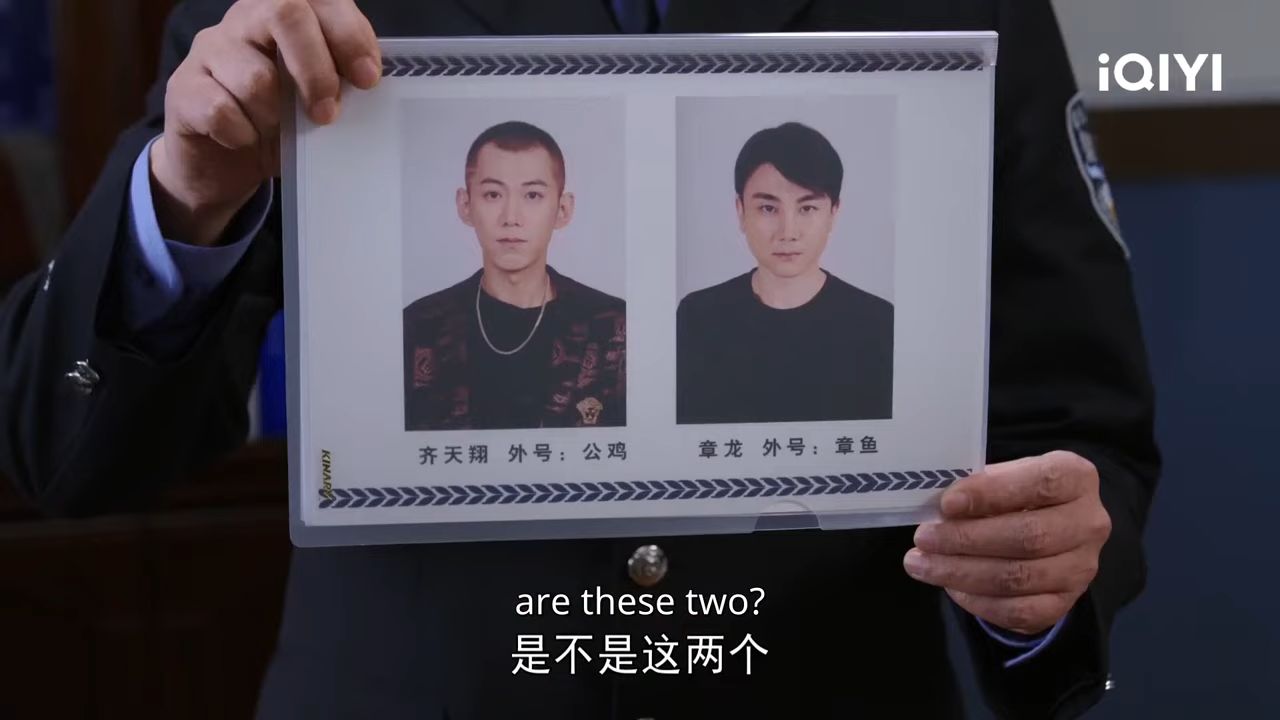 iQIYI
齐天翔 外号：公鸡
章龙 外号：章鱼
KINARY
are these two?
是不是这两个